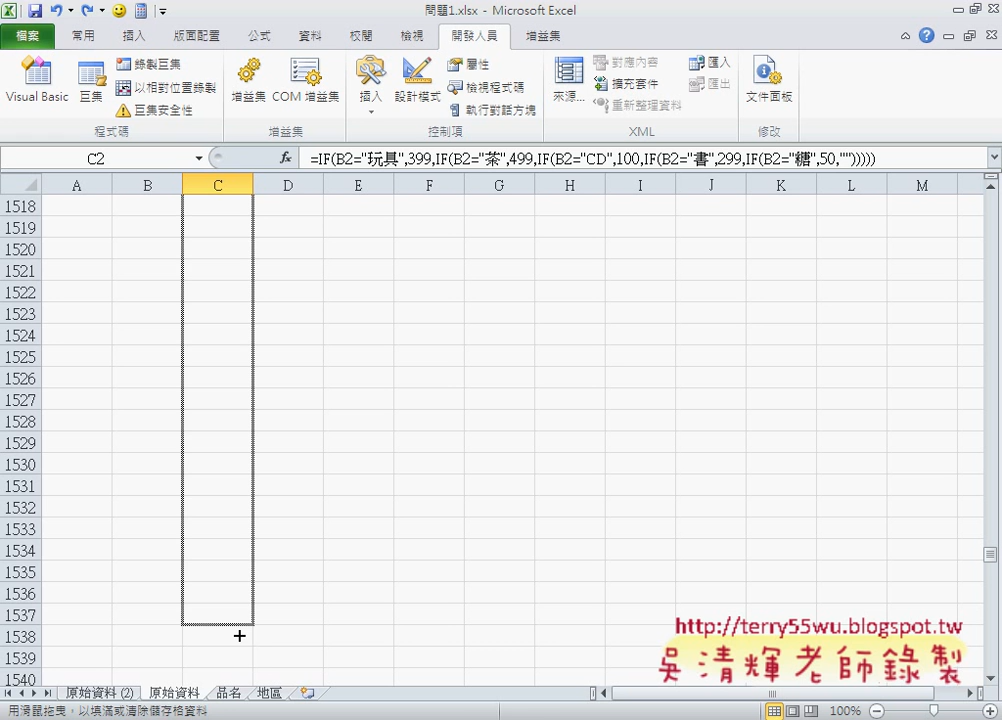 問題1.xlsx - Microsoft Excel
檔案 常用 插入 版面配置 公式 資料 校閱 檢視 開發人員 增益集
Visual Basic 巨集 錄製巨集 以相對位置錄製 巨集安全性 增益集 COM 增益集 插入 設計模式 屬性 檢視程式碼 執行對話方塊 來源... 對應內容 擴充套件 重新整理資料 匯入 匯出 文件面板
程式碼 增益集 控制項 XML 修改
C2 fx =IF(B2="玩具",399,IF(B2="茶",499,IF(B2="CD",100,IF(B2="書",299,IF(B2="糖",50,"")))))
A B C D E F G H I J K L M
1518
1519
1520
1521
1522
1523
1524
1525
1526
1527
1528
1529
1530
1531
1532
1533
1534
1535
1536
1537
1538
1539
1540
http://terry55wu.blogspot.tw
吳清輝老師錄製
原始資料 (2) 原始資料 品名 地區
用滑鼠拖曳，以填滿或清除儲存格資料 100%